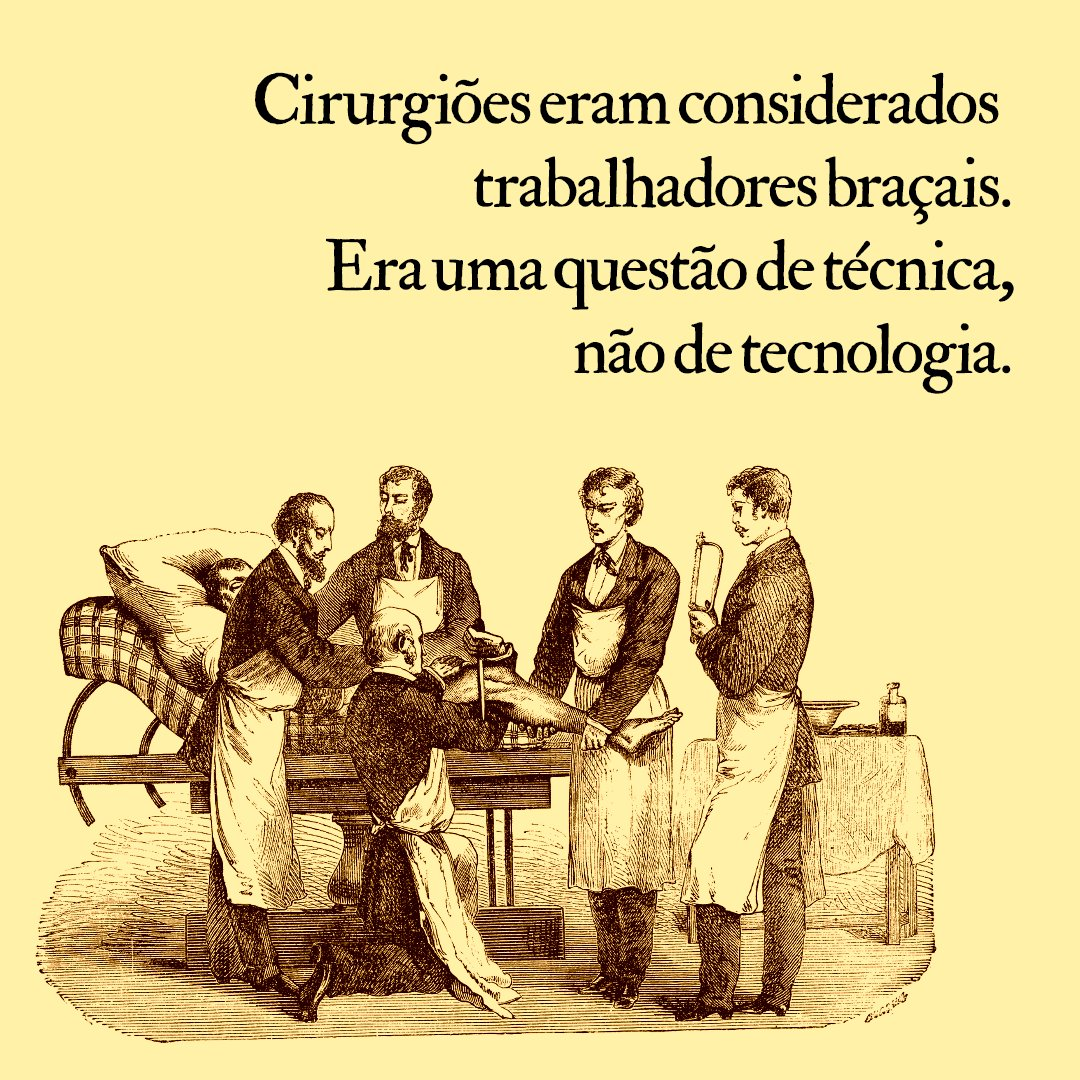 Cirurgiões eram considerados
trabalhadores braçais.
Era uma questão de técnica,
não de tecnologia.